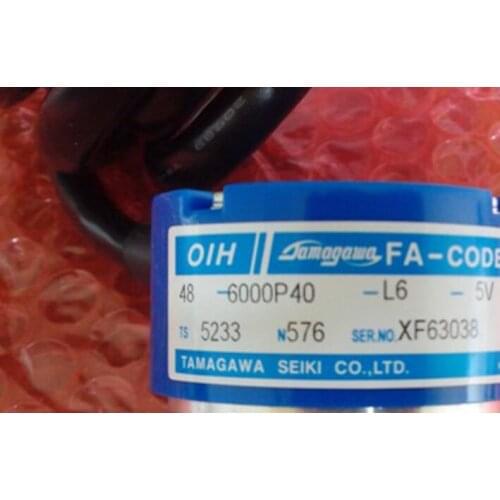 OIH Tamagawa FA-CODE
48 -6000P40 -L6 - 5V
TS 5233 N576 SER.NO. XF63038
TAMAGAWA SEIKI CO.,LTD.